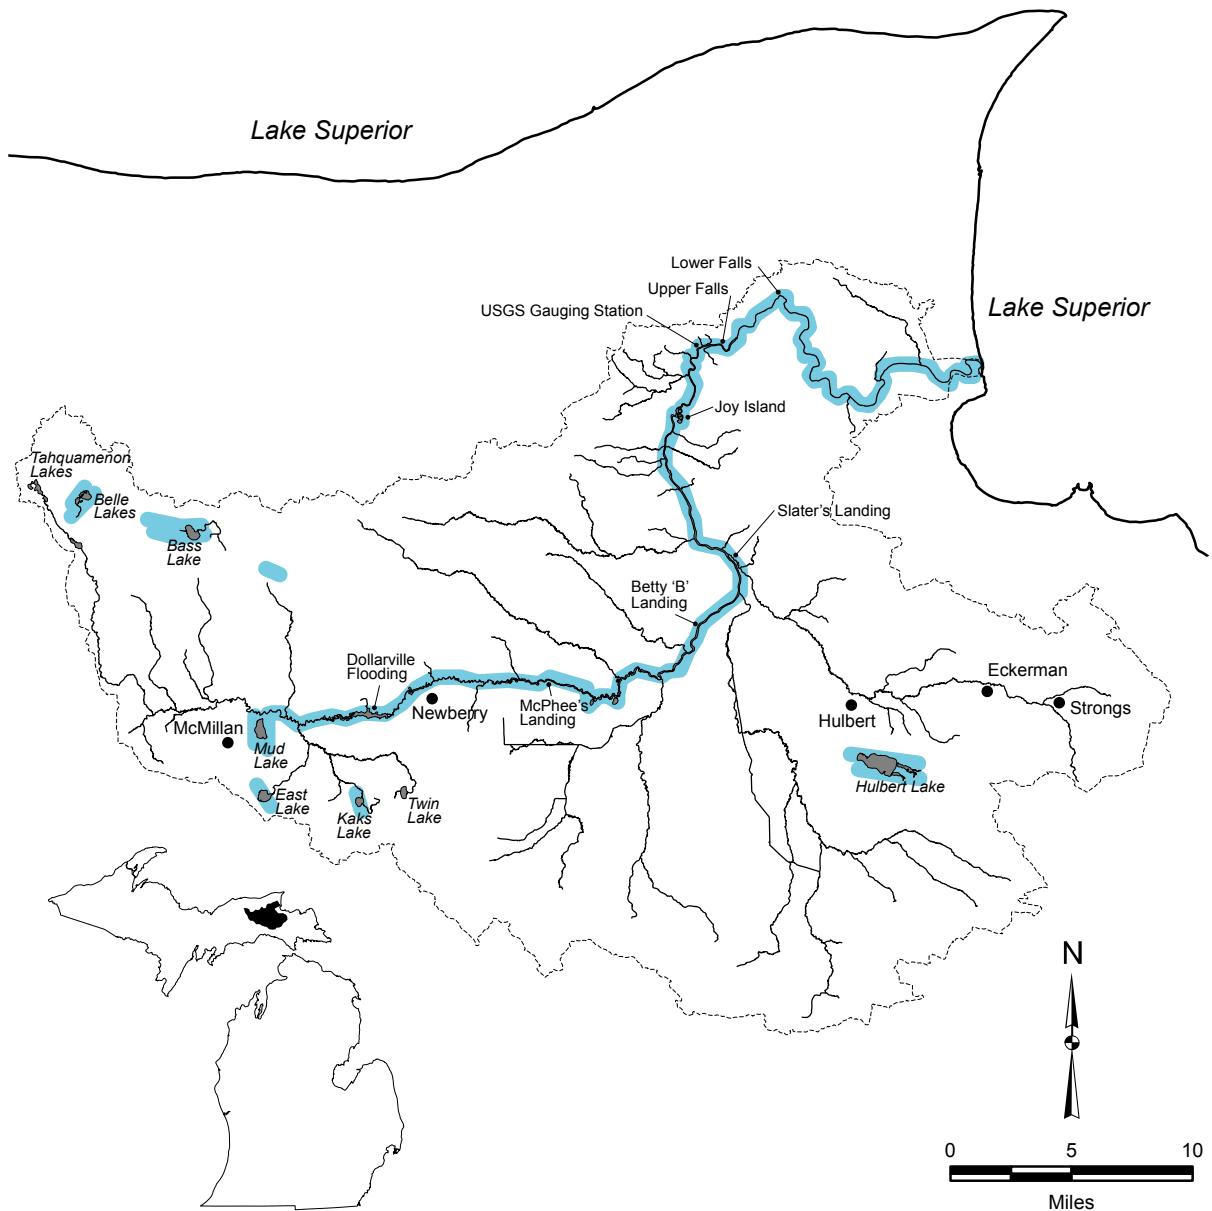 Lake Superior
Lower Falls
Upper Falls
Lake Superior
USGS Gauging Station
Joy Island
Tahquamenon
Lakes
Belle
Lakes
Slater's Landing
Bass
Lake
Betty 'B'
Landing
Dollarville
Flooding
Eckerman
McPhee's
Landing
Newberry
Hulbert
Strongs
McMillan
Mud
Lake
Hulbert Lake
East
Lake
Kaks
Lake
Twin
Lake
N
0 5 10
Miles